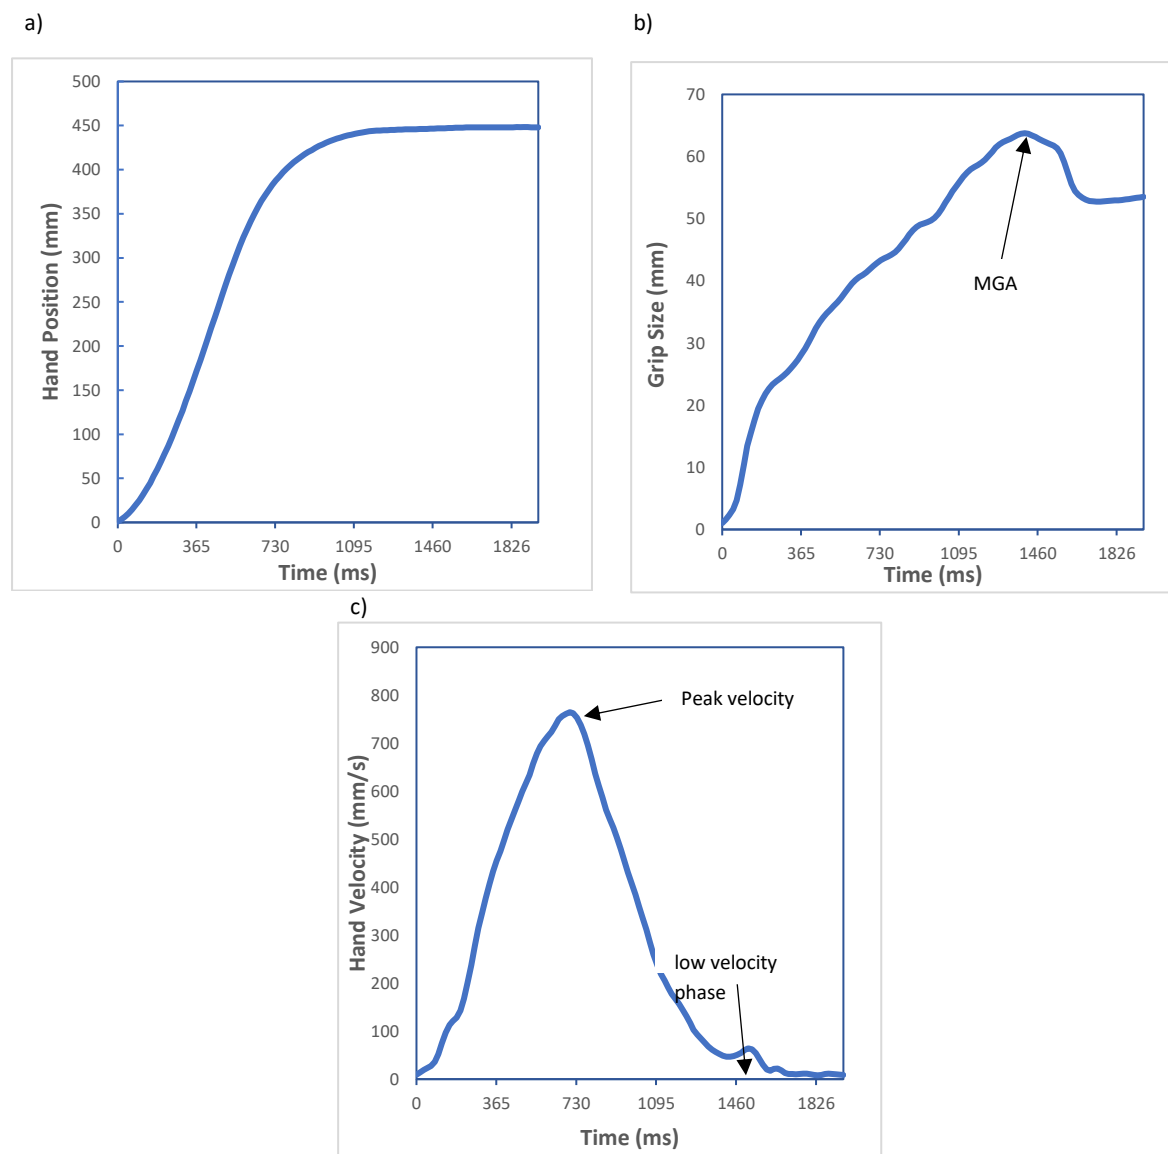 a)
b)
500
450
400
350
300
250
200
150
100
50
0
Hand Position (mm)
0 365 730 1095 1460 1826
Time (ms)
70
60
50
40
30
20
10
0
Grip Size (mm)
MGA
0 365 730 1095 1460 1826
Time (ms)
c)
900
800
700
600
500
400
300
200
100
0
Hand Velocity (mm/s)
Peak velocity
low velocity
phase
0 365 730 1095 1460 1826
Time (ms)